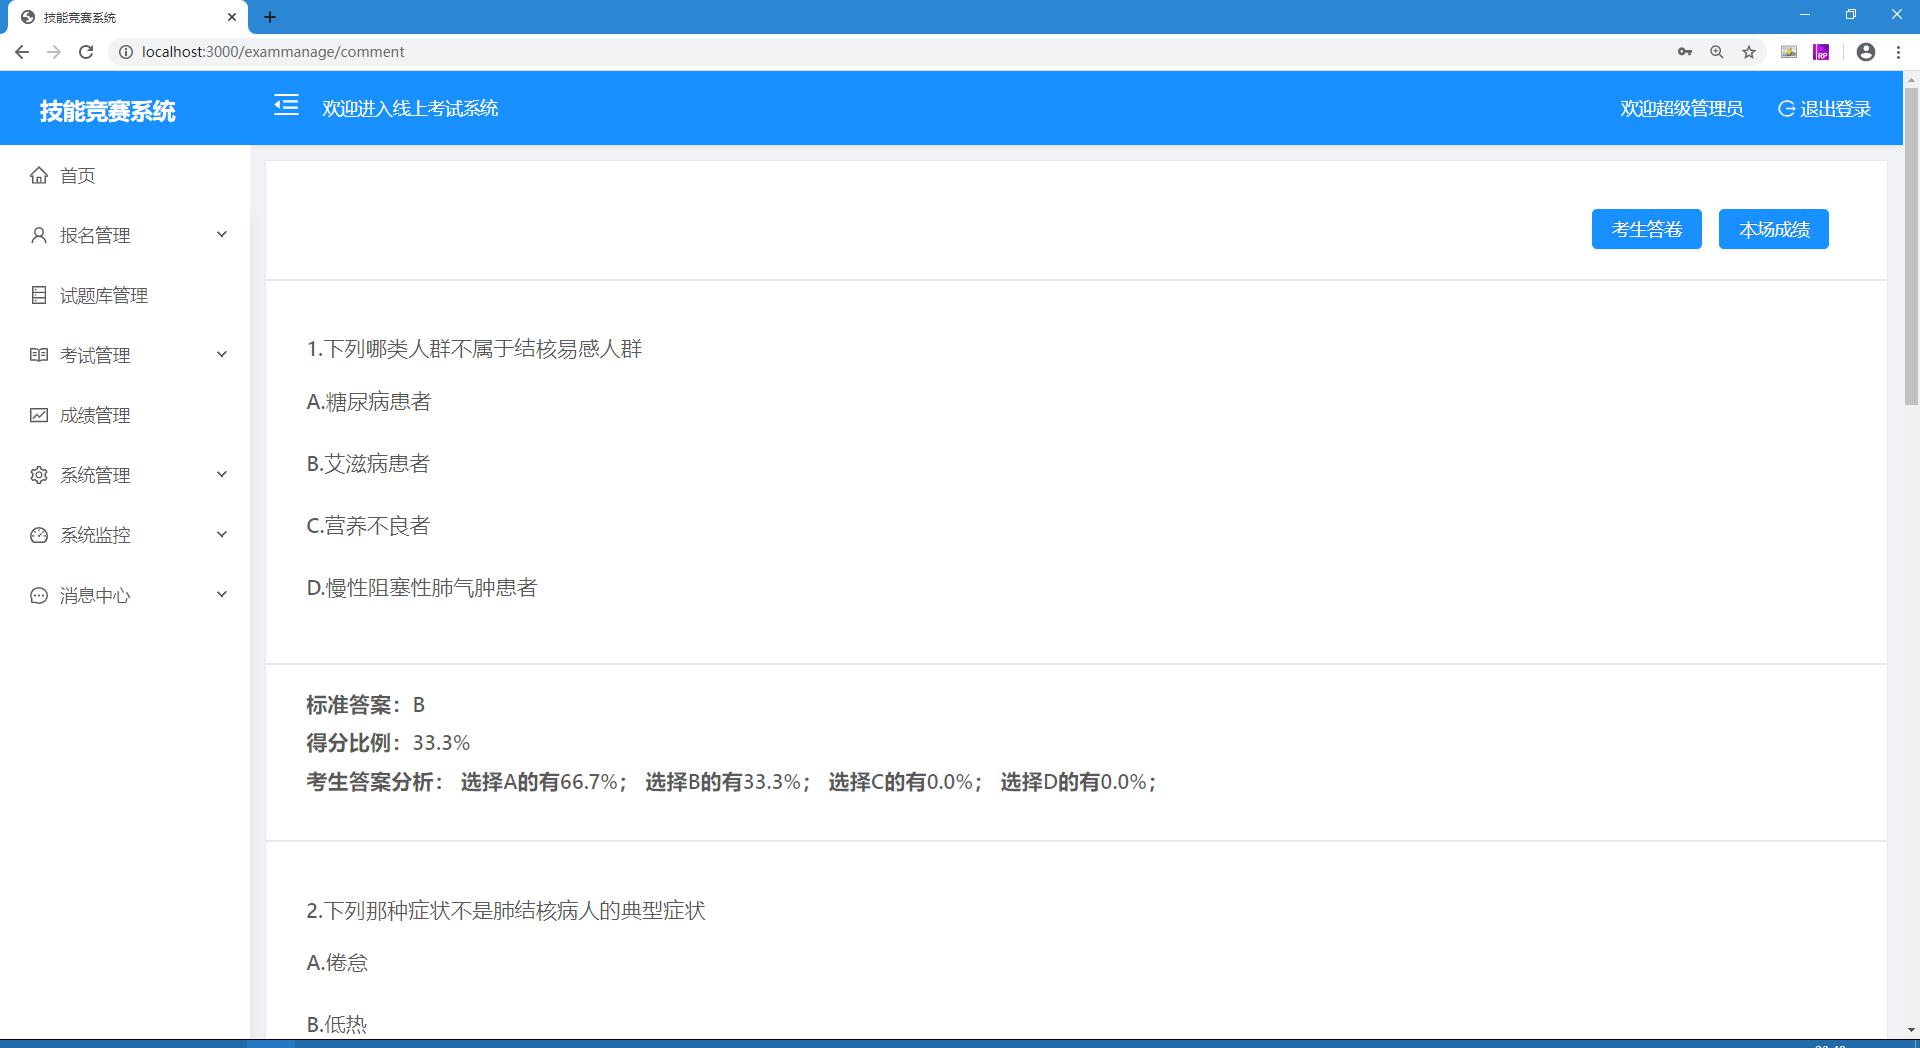 技能竞赛系统
localhost:3000/exammanage/comment
技能竞赛系统
欢迎进入线上考试系统
欢迎超级管理员
退出登录
首页
报名管理
试题库管理
考试管理
成绩管理
系统管理
系统监控
消息中心
考生答卷
本场成绩
1.下列哪类人群不属于结核易感人群
A.糖尿病患者
B.艾滋病患者
C.营养不良者
D.慢性阻塞性肺气肿患者
标准答案：B
得分比例：33.3%
考生答案分析： 选择A的有66.7%； 选择B的有33.3%； 选择C的有0.0%； 选择D的有0.0%；
2.下列那种症状不是肺结核病人的典型症状
A.倦怠
B.低热